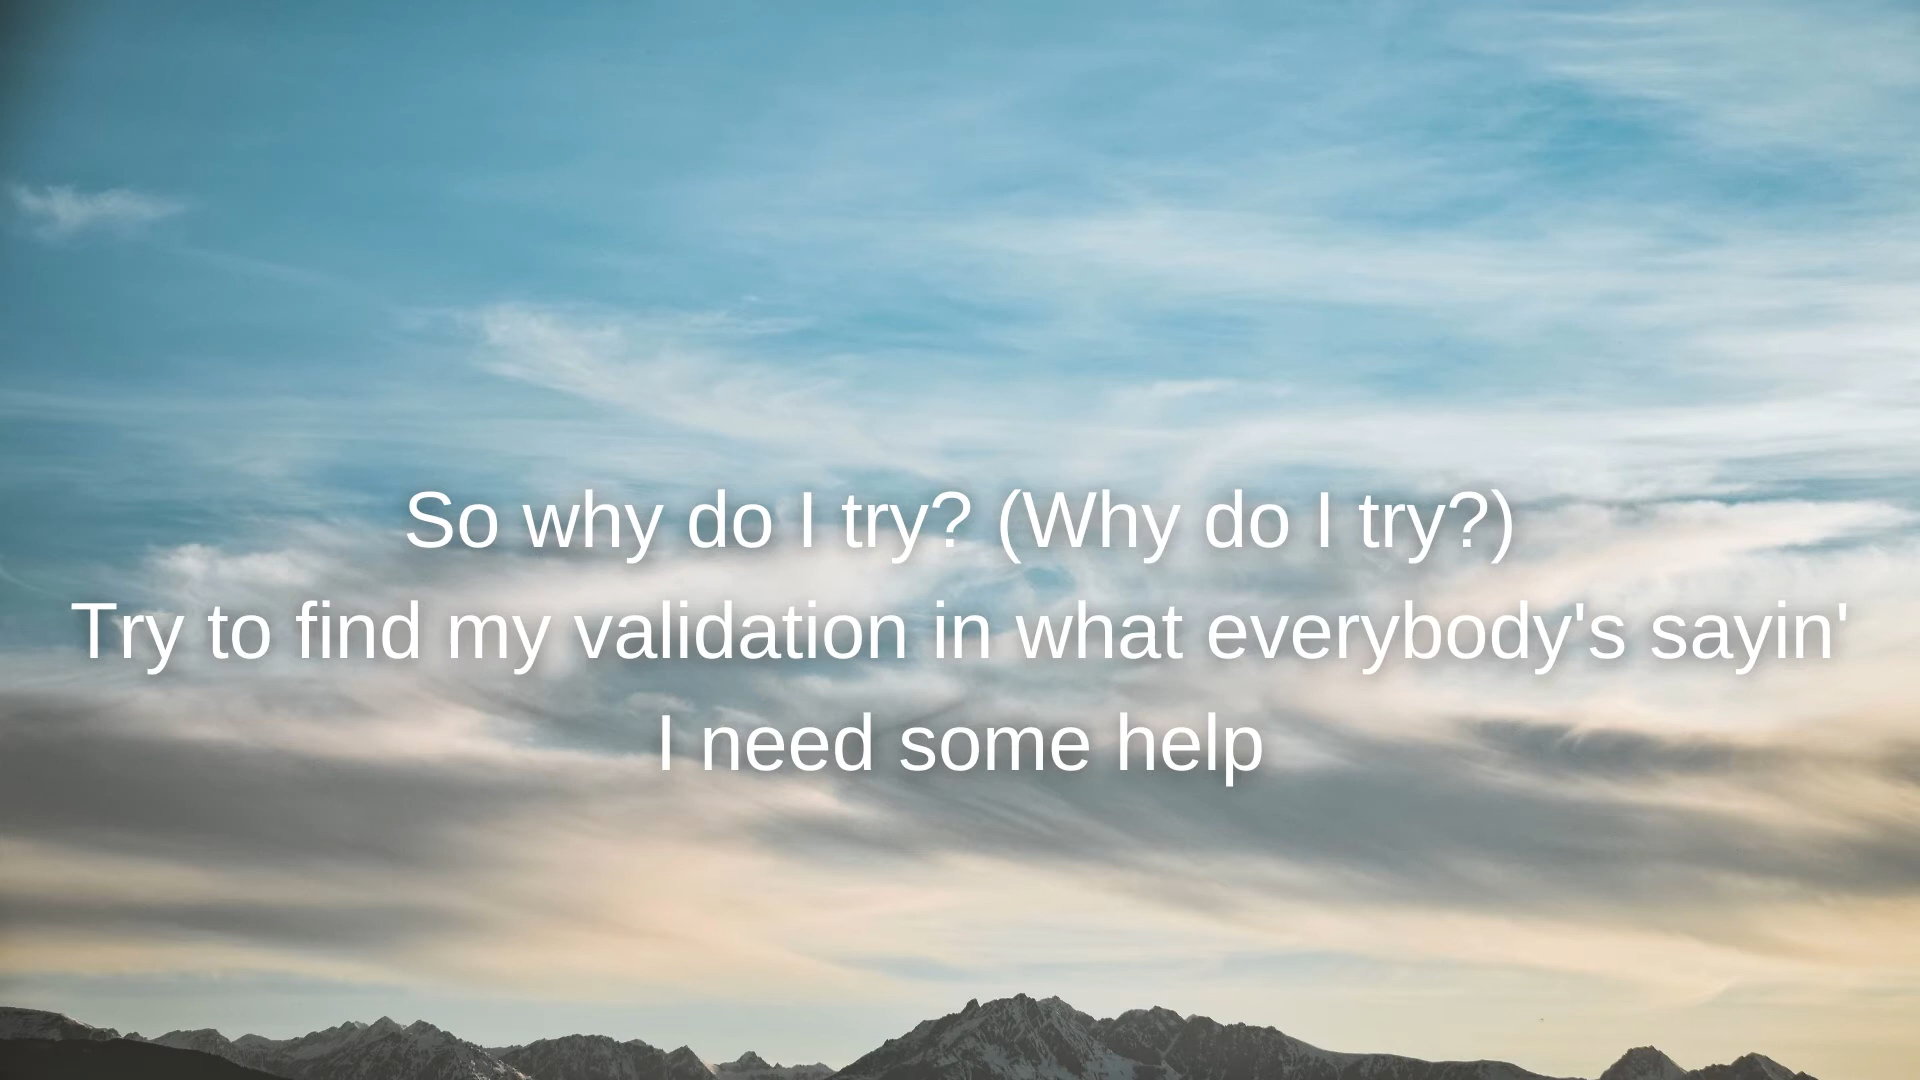 So why do I try? (Why do I try?)
Try to find my validation in what everybody's sayin'
I need some help